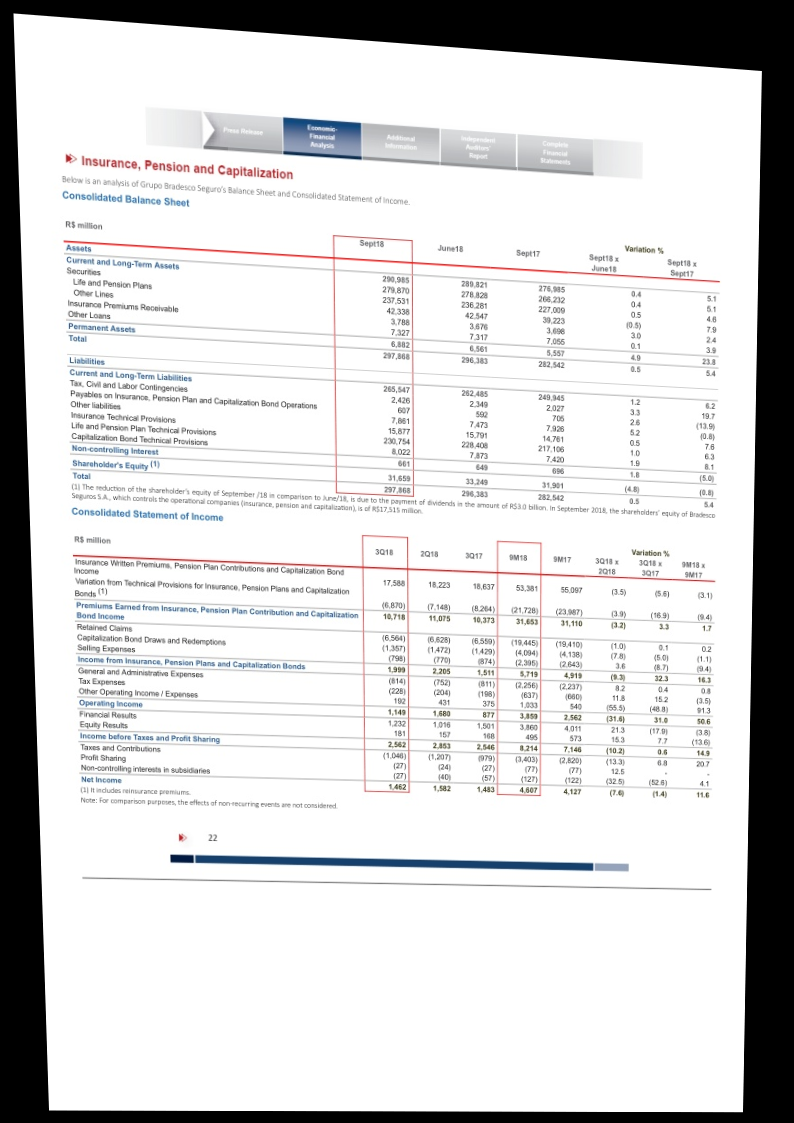 Press Release
Economic-
Financial
Analysis
Additional
Information
Independent
Auditors'
Report
Complete
Financial
Statements
Insurance, Pension and Capitalization
Below is an analysis of Grupo Bradesco Seguro's Balance Sheet and Consolidated Statement of Income.
Consolidated Balance Sheet
R$ million Sept18 June18 Sept17 Variation %
Sept18 x June18 Sept18 x Sept17
Assets
Current and Long-Term Assets 290,985 289,821 276,985 0.4 5.1
Securities 279,870 278,828 266,232 0.4 5.1
Life and Pension Plans 237,531 236,281 227,009 0.5 4.6
Other Lines 42,338 42,547 39,223 (0.5) 7.9
Insurance Premiums Receivable 3,788 3,676 3,698 3.0 2.4
Other Loans 7,327 7,317 7,055 0.1 3.9
Permanent Assets 6,882 6,561 5,557 4.9 23.8
Total 297,868 296,383 282,542 0.5 5.4
Liabilities
Current and Long-Term Liabilities 265,547 262,485 249,945 1.2 6.2
Tax, Civil and Labor Contingencies 2,426 2,349 2,027 3.3 19.7
Payables on Insurance, Pension Plan and Capitalization Bond Operations 607 592 705 2.6 (13.9)
Other liabilities 7,861 7,473 7,926 5.2 (0.8)
Insurance Technical Provisions 15,877 15,791 14,761 0.5 7.6
Life and Pension Plan Technical Provisions 230,754 228,408 217,106 1.0 6.3
Capitalization Bond Technical Provisions 8,022 7,873 7,420 1.9 8.1
Non-controlling Interest 661 649 696 1.8 (5.0)
Shareholder's Equity (1) 31,659 33,249 31,901 (4.8) (0.8)
Total 297,868 296,383 282,542 0.5 5.4
(1) The reduction of the shareholder's equity of September /18 in comparison to June/18, is due to the payment of dividends in the amount of R$3.0 billion. In September 2018, the shareholders' equity of Bradesco
Seguros S.A., which controls the operational companies (insurance, pension and capitalization), is of R$17,515 million.
Consolidated Statement of Income
R$ million 3Q18 2Q18 3Q17 9M18 9M17 Variation %
3Q18 x 2Q18 3Q18 x 3Q17 9M18 x 9M17
Insurance Written Premiums, Pension Plan Contributions and Capitalization Bond
Income 17,588 18,223 18,637 53,381 55,097 (3.5) (5.6) (3.1)
Variation from Technical Provisions for Insurance, Pension Plans and Capitalization
Bonds (1) (6,870) (7,148) (8,264) (21,728) (23,987) (3.9) (16.9) (9.4)
Premiums Earned from Insurance, Pension Plan Contribution and Capitalization
Bond Income 10,718 11,075 10,373 31,653 31,110 (3.2) 3.3 1.7
Retained Claims (6,564) (6,628) (6,559) (19,445) (19,410) (1.0) 0.1 0.2
Capitalization Bond Draws and Redemptions (1,357) (1,472) (1,429) (4,094) (4,138) (7.8) (5.0) (1.1)
Selling Expenses (798) (770) (874) (2,395) (2,643) 3.6 (8.7) (9.4)
Income from Insurance, Pension Plans and Capitalization Bonds 1,999 2,205 1,511 5,719 4,919 (9.3) 32.3 16.3
General and Administrative Expenses (814) (752) (811) (2,256) (2,237) 8.2 0.4 0.8
Tax Expenses (228) (204) (198) (637) (660) 11.8 15.2 (3.5)
Other Operating Income / Expenses 192 431 375 1,033 540 (55.5) (48.8) 91.3
Operating Income 1,149 1,680 877 3,859 2,562 (31.6) 31.0 50.6
Financial Results 1,232 1,016 1,501 3,860 4,011 21.3 (17.9) (3.8)
Equity Results 181 157 168 495 573 15.3 7.7 (13.6)
Income before Taxes and Profit Sharing 2,562 2,853 2,546 8,214 7,146 (10.2) 0.6 14.9
Taxes and Contributions (1,046) (1,207) (979) (3,403) (2,820) (13.3) 6.8 20.7
Profit Sharing (27) (24) (27) (77) (77) 12.5 - -
Non-controlling interests in subsidiaries (27) (40) (57) (127) (122) (32.5) (52.6) 4.1
Net Income 1,462 1,582 1,483 4,607 4,127 (7.6) (1.4) 11.6
(1) It includes reinsurance premiums.
Note: For comparison purposes, the effects of non-recurring events are not considered.
22